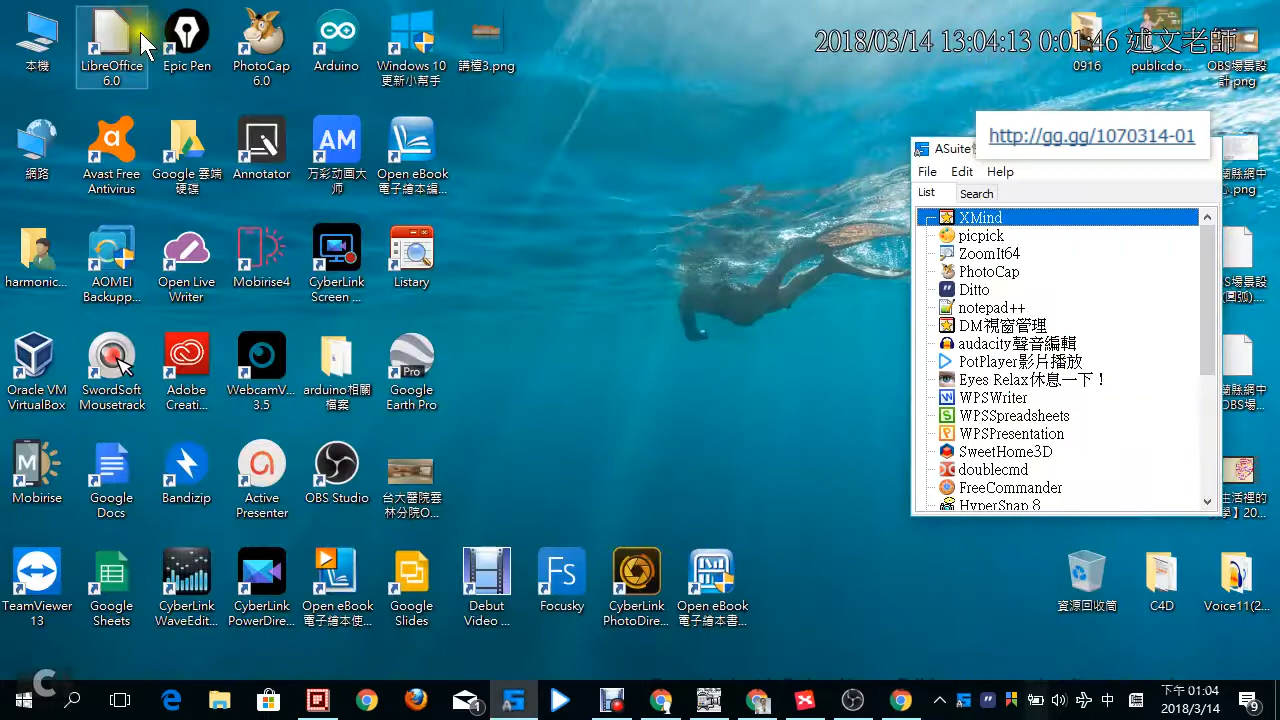 本機
LibreOffice
6.0
Epic Pen
PhotoCap
6.0
Arduino
Windows 10
更新小幫手
講樘3.png
2018/03/14 13:04:13 0:01:46 述文老師
0916
publicdo...
OBS場景設
計.png
http://gg.gg/1070314-01
網路
Avast Free
Antivirus
Google 雲端
硬碟
Annotator
万彩动画大
师
Open eBook
電子繪本編...
harmonic...
AOMEI
Backupp...
Open Live
Writer
Mobirise4
CyberLink
Screen ...
Listary
Oracle VM
VirtualBox
SwordSoft
Mousetrack
Adobe
Creati...
WebcamV...
3.5
arduino相關
檔案
Google
Earth Pro
Pro
Mobirise
Google
Docs
Bandizip
Active
Presenter
OBS Studio
台大醫院雲
林分院O...
TeamViewer
13
Google
Sheets
CyberLink
WaveEdit...
CyberLink
PowerDire...
Open eBook
電子繪本使...
Google
Slides
Debut
Video ...
Focusky
CyberLink
PhotoDire...
Open eBook
電子繪本書...
ASuite
File Edit Help
List Search
XMind
picpick
ZoomIt64
PhotoCap
Ditto
notepad++
DM視窗管理
audacity聲音編輯
PotPlayer影片播放
Eyes Relax休息一下！
WPSWriter
WPSSpreadsheets
WPSPresentation
SweetHome3D
doublecmd
FreeCommander
HyperSnap 8
資源回收筒
C4D
Voice11(2...
中
下午 01:04
2018/3/14